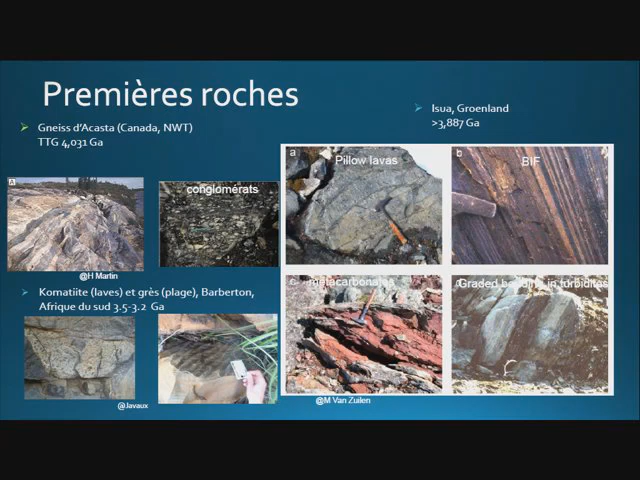 Premières roches
Gneiss d'Acasta (Canada, NWT)
TTG 4,031 Ga
A
conglomérats
@H Martin
Komatiite (laves) et grès (plage), Barberton,
Afrique du sud 3.5-3.2 Ga
@Javaux
Isua, Groenland
>3,887 Ga
a
Pillow lavas
b
BIF
c
metacarbonates
Graded bedding in turbidites
@M Van Zuilen